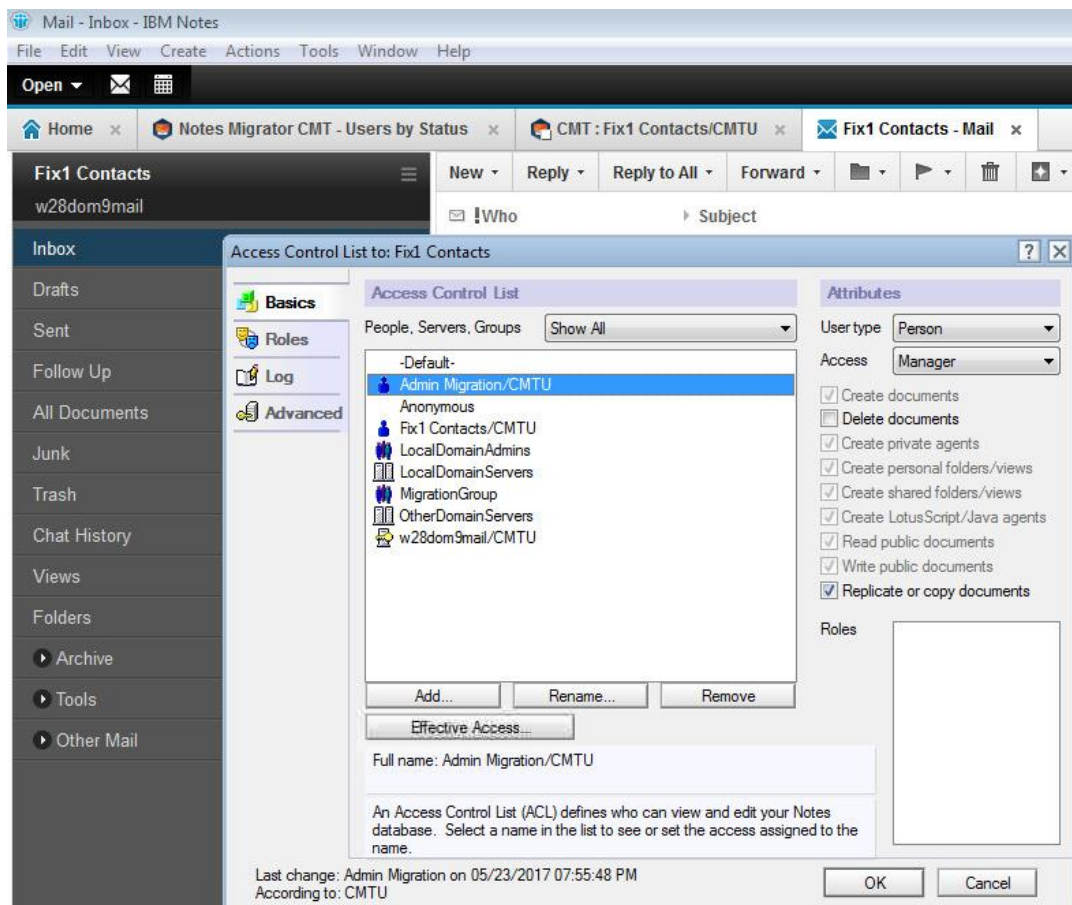 Mail - Inbox - IBM Notes
File Edit View Create Actions Tools Window Help
Open
Home Notes Migrator CMT - Users by Status CMT : Fix1 Contacts/CMTU Fix1 Contacts - Mail
Fix1 Contacts
w28dom9mail
New Reply Reply to All Forward
! Who Subject
Inbox
Drafts
Sent
Follow Up
All Documents
Junk
Trash
Chat History
Views
Folders
Archive
Tools
Other Mail
Access Control List to: Fix1 Contacts
Basics
Roles
Log
Advanced
Access Control List
People, Servers, Groups Show All
-Default-
Admin Migration/CMTU
Anonymous
Fix1 Contacts/CMTU
LocalDomainAdmins
LocalDomainServers
MigrationGroup
OtherDomainServers
w28dom9mail/CMTU
Add... Rename... Remove
Effective Access...
Full name: Admin Migration/CMTU
An Access Control List (ACL) defines who can view and edit your Notes
database. Select a name in the list to see or set the access assigned to the
name.
Attributes
User type Person
Access Manager
Create documents
Delete documents
Create private agents
Create personal folders/views
Create shared folders/views
Create LotusScript/Java agents
Read public documents
Write public documents
Replicate or copy documents
Roles
Last change: Admin Migration on 05/23/2017 07:55:48 PM
According to: CMTU
OK Cancel